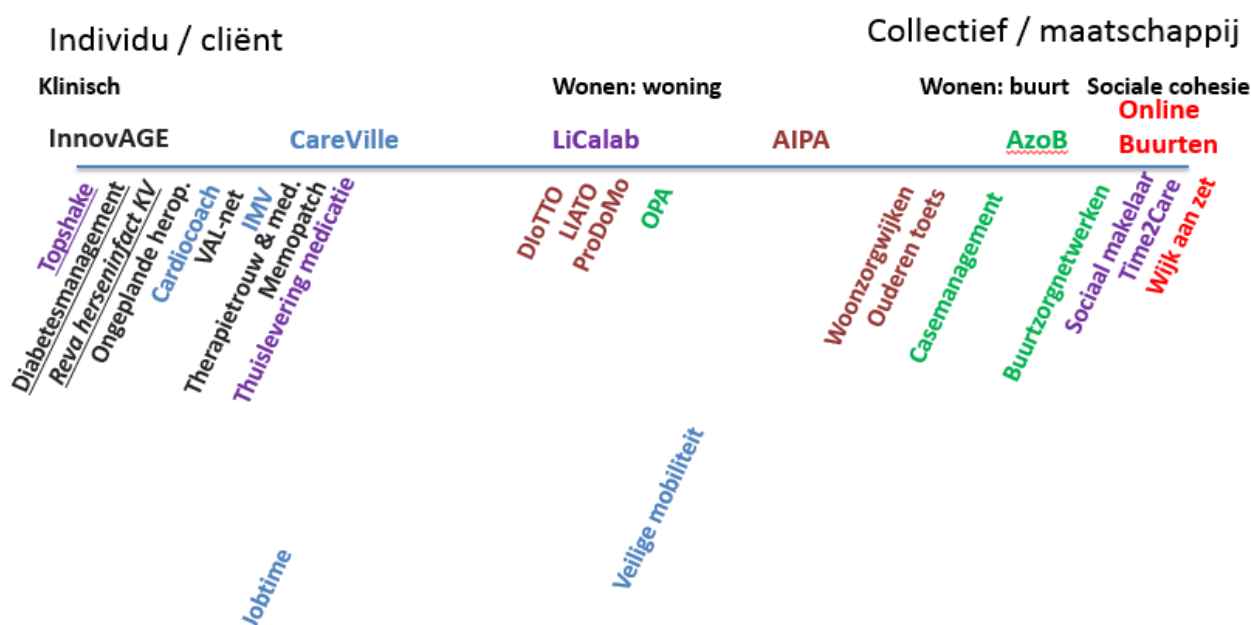 Individu / cliënt
Collectief / maatschappij
Klinisch
Wonen: woning
Wonen: buurt
Sociale cohesie
InnovAGE
CareVille
LiCalab
AIPA
AzoB
Online
Buurten
Topshake
Diabetesmanagement
Reva herseninfact KV
Ongeplande herop.
Cardiocoach
VAL-net
IMV
Therapietrouw & med.
Memopatch
Thuislevering medicatie
DIoTTO
LIATO
ProDoMo
OPA
Woonzorgwijken
Ouderen toets
Casemanagement
Buurtzorgnetwerken
Sociaal makelaar
Time2Care
Wijk aan zet
Veilige mobiliteit
Jobtime